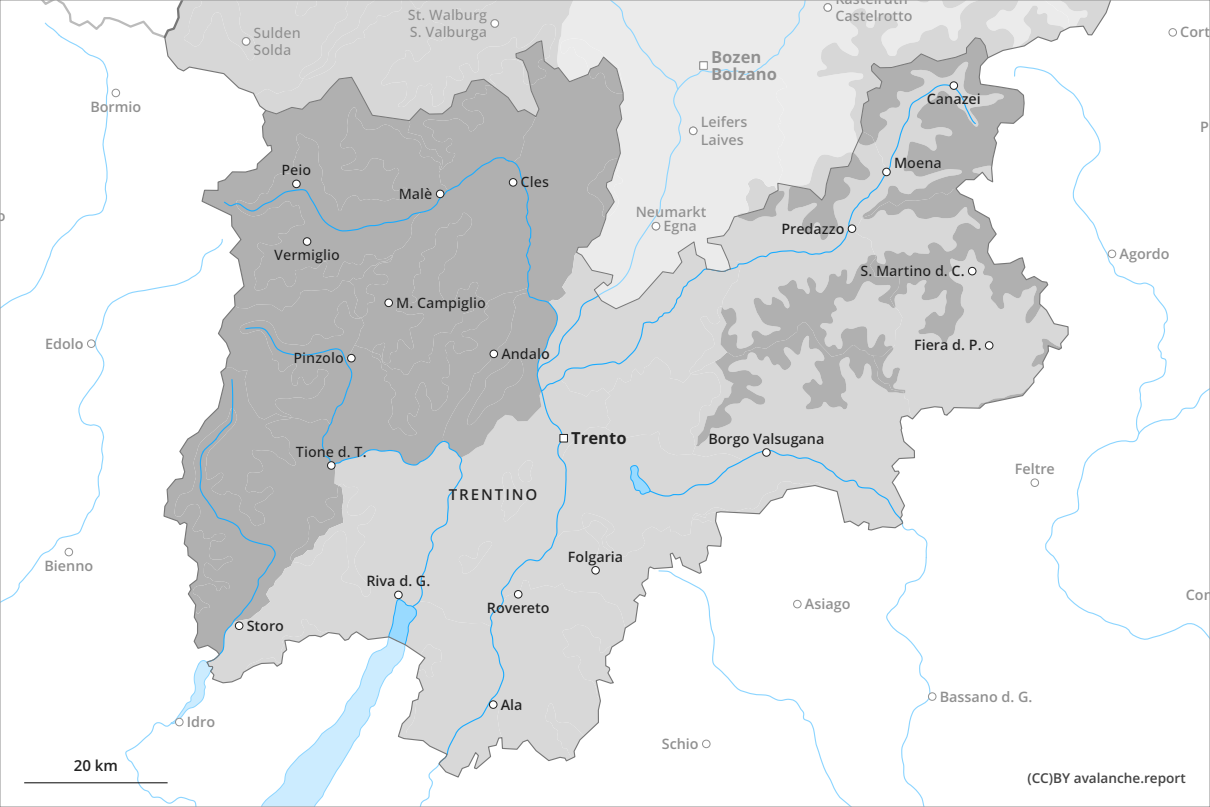 Kastelruth
Castelrotto
St. Walburg
S. Valburga
Sulden
Solda
Cort
Bozen
Bolzano
Bormio
Canazei
Leifers
Laives
P
Moena
Peio
Malè
Cles
Neumarkt
Egna
Predazzo
Vermiglio
Agordo
S. Martino d. C.
M. Campiglio
Edolo
Pinzolo
Andalo
Fiera d. P.
Trento
Borgo Valsugana
Tione d. T.
Feltre
TRENTINO
Bienno
Folgaria
Riva d. G.
Cor
Rovereto
Asiago
Storo
Bassano d. G.
Ala
Idro
Schio
20 km
(CC)BY avalanche.report